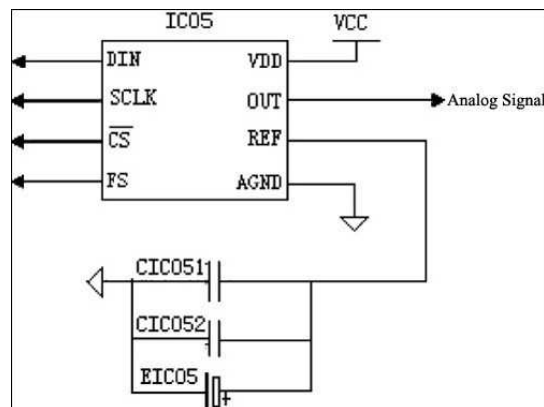 IC05
VCC
DIN
VDD
SCLK
OUT
Analog Signal
CS
REF
FS
AGND
CIC051
CIC052
EIC05
+